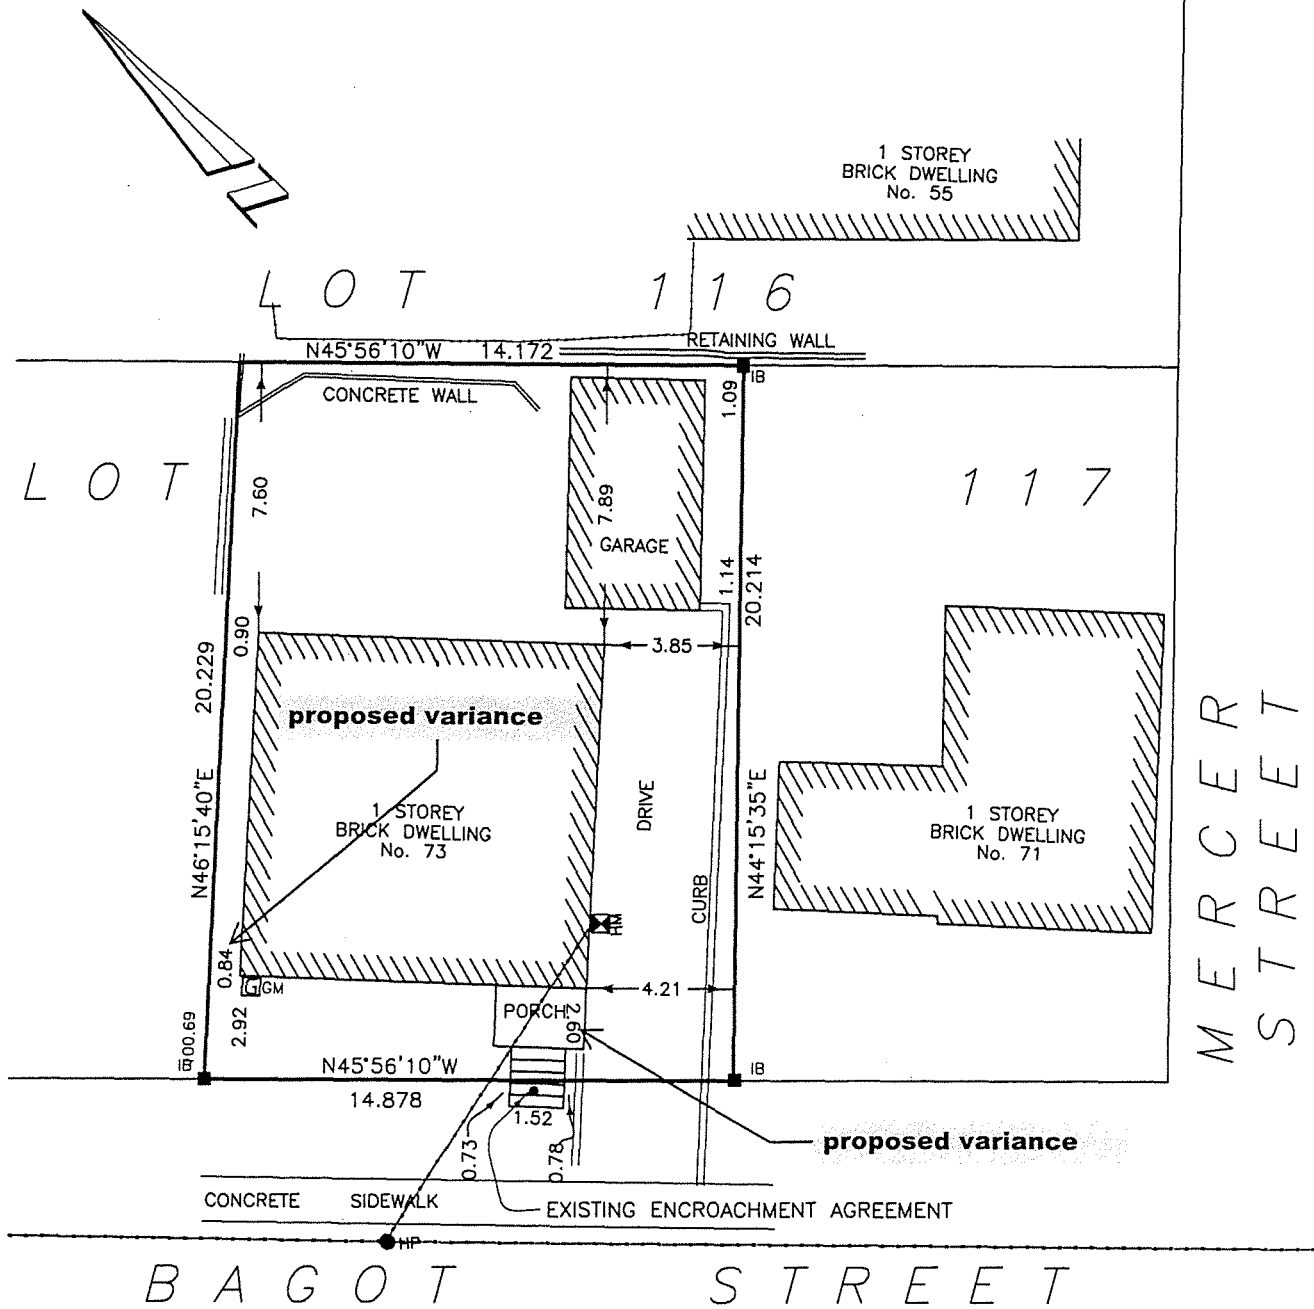 1 STOREY
BRICK DWELLING
No. 55
LOT 116
RETAINING WALL
N45°56'10"W 14.172
IB
CONCRETE WALL
1.09
LOT 117
7.60
7.89
GARAGE
1.14
20.214
0.90
3.85
20.229
proposed variance
N46°15'40"E
1 STOREY
BRICK DWELLING
No. 73
DRIVE
N44°15'35"E
1 STOREY
BRICK DWELLING
No. 71
MERCER
STREET
CURB
HM
0.84
G GM
4.21
PORCH
2.60
2.92
00.69
IB
N45°56'10"W
IB
14.878
1.52
proposed variance
0.73
0.78
CONCRETE SIDEWALK
EXISTING ENCROACHMENT AGREEMENT
HP
BAGOT STREET